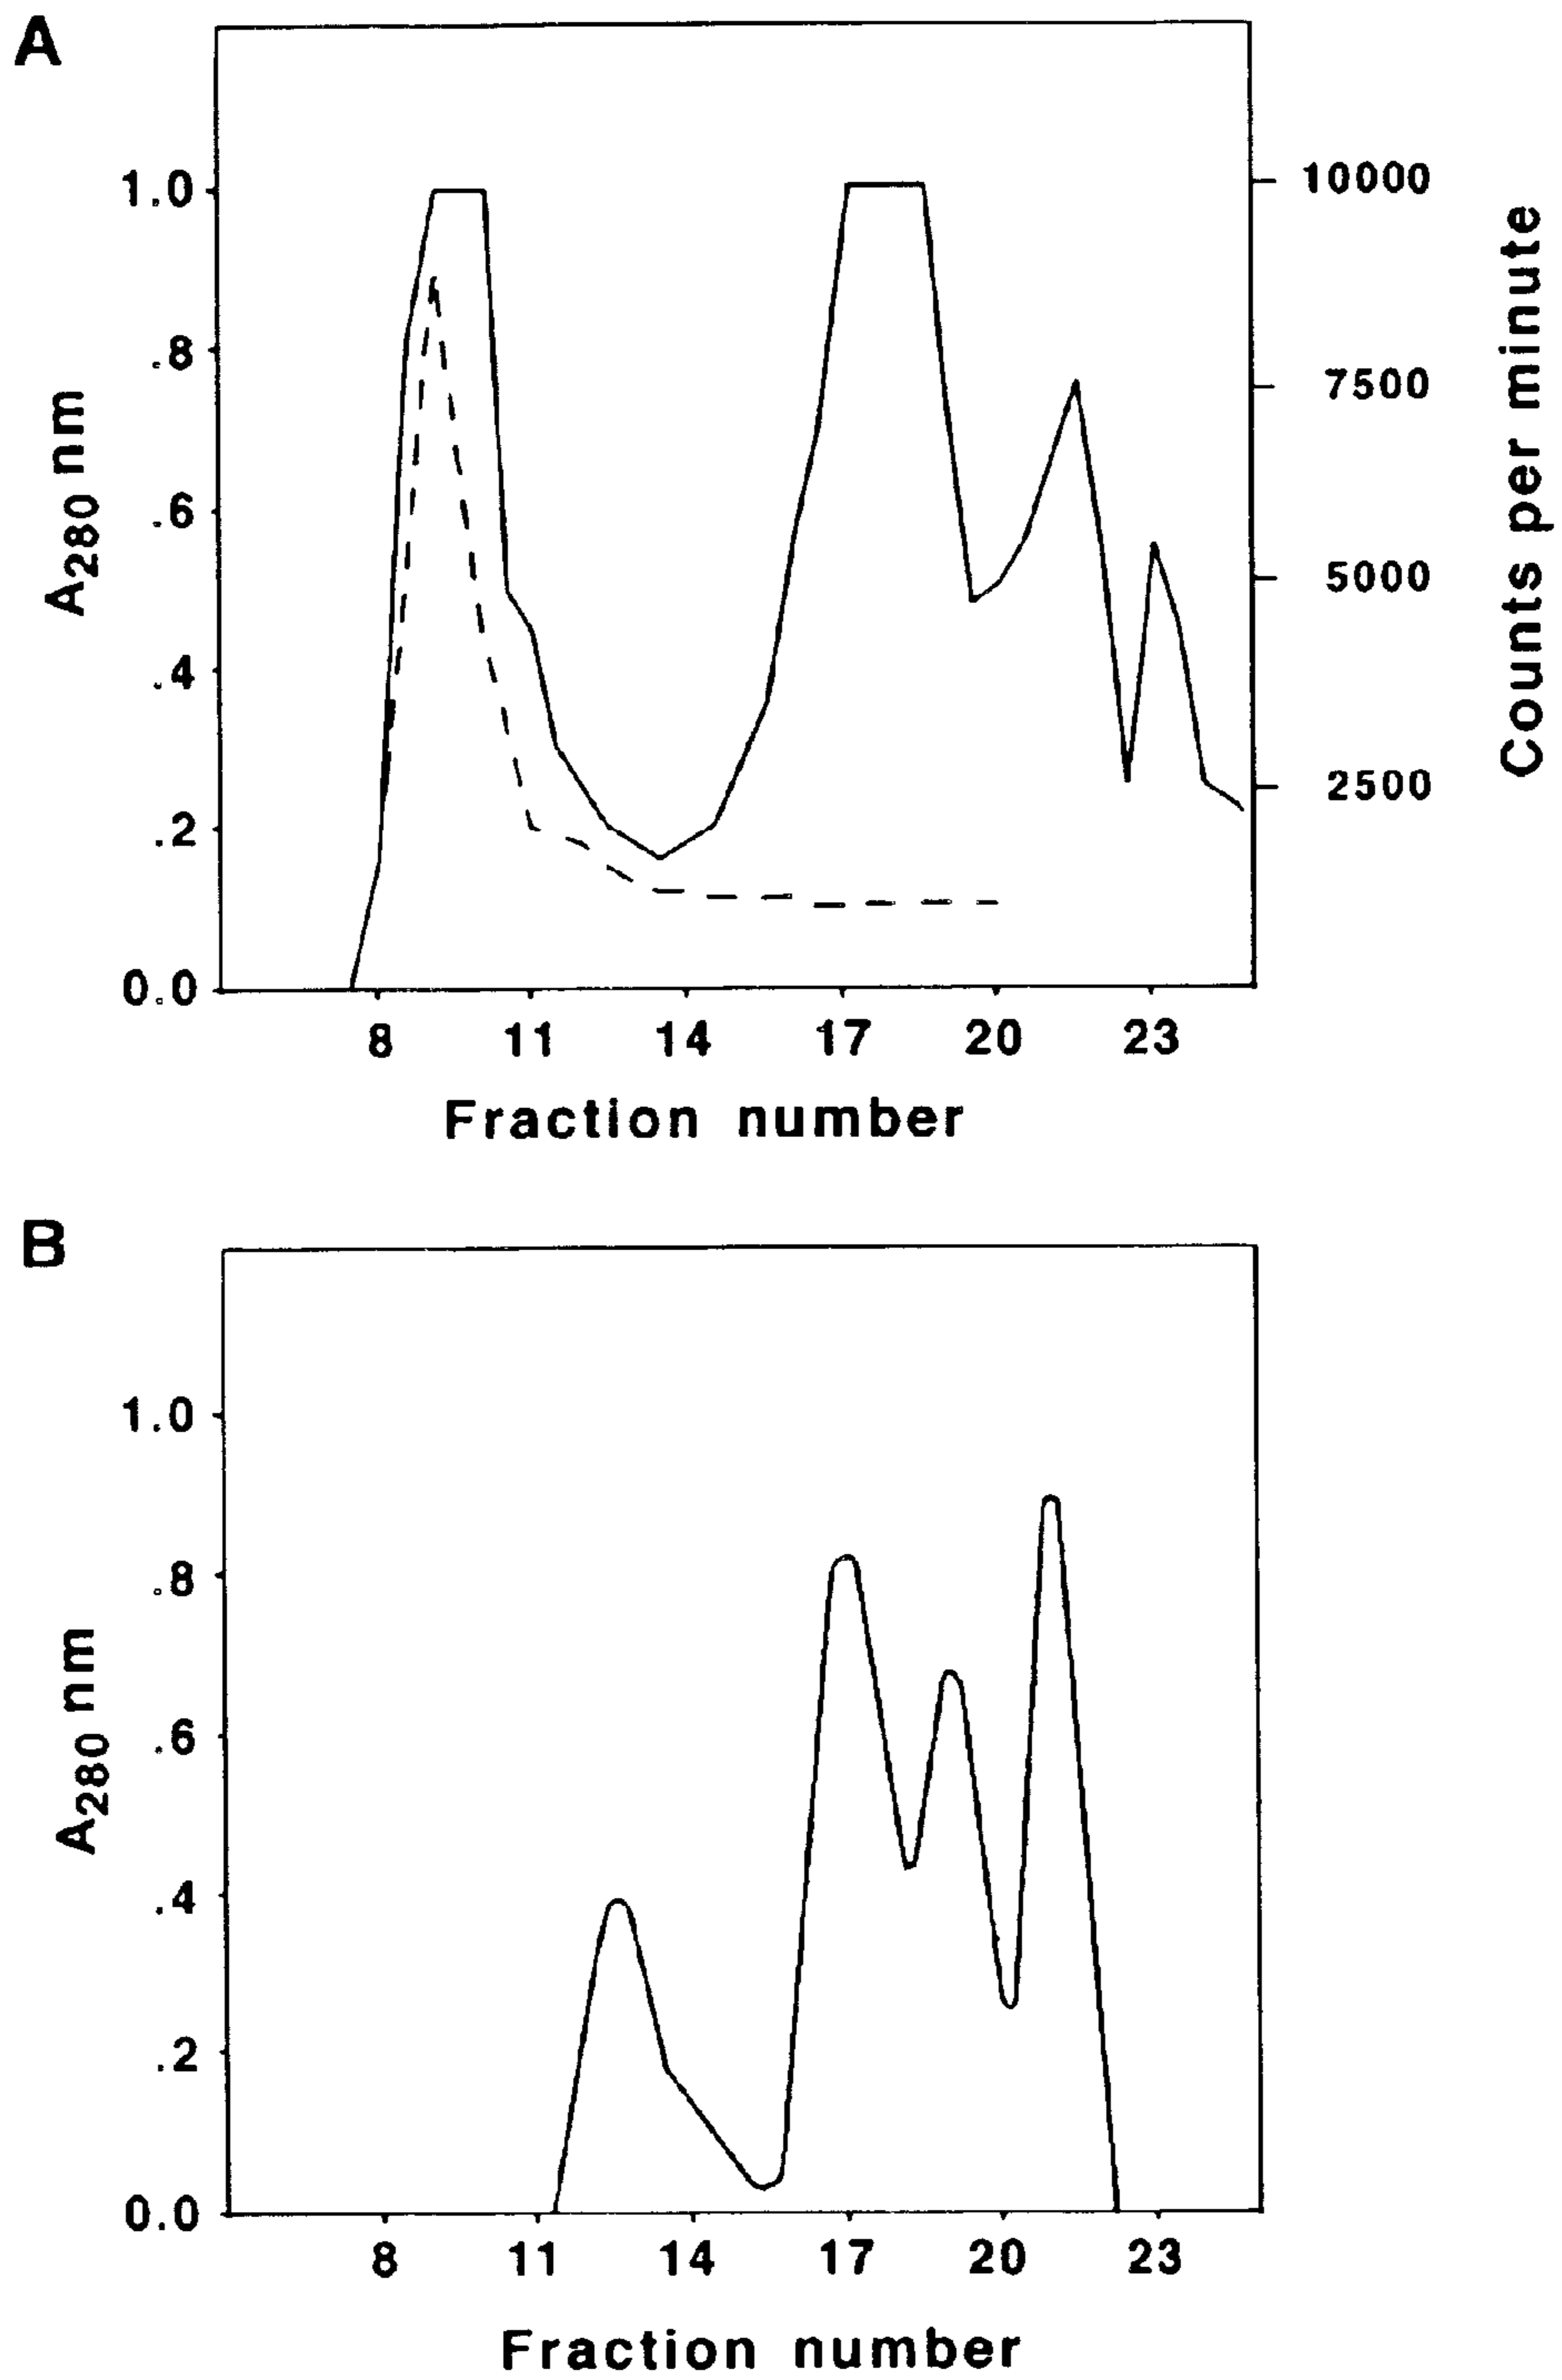 A
1.0
.8
.6
.4
.2
0.0
A280 nm
10000
7500
5000
2500
Counts per minute
8 11 14 17 20 23
Fraction number
B
1.0
.8
.6
.4
.2
0.0
A280 nm
8 11 14 17 20 23
Fraction number